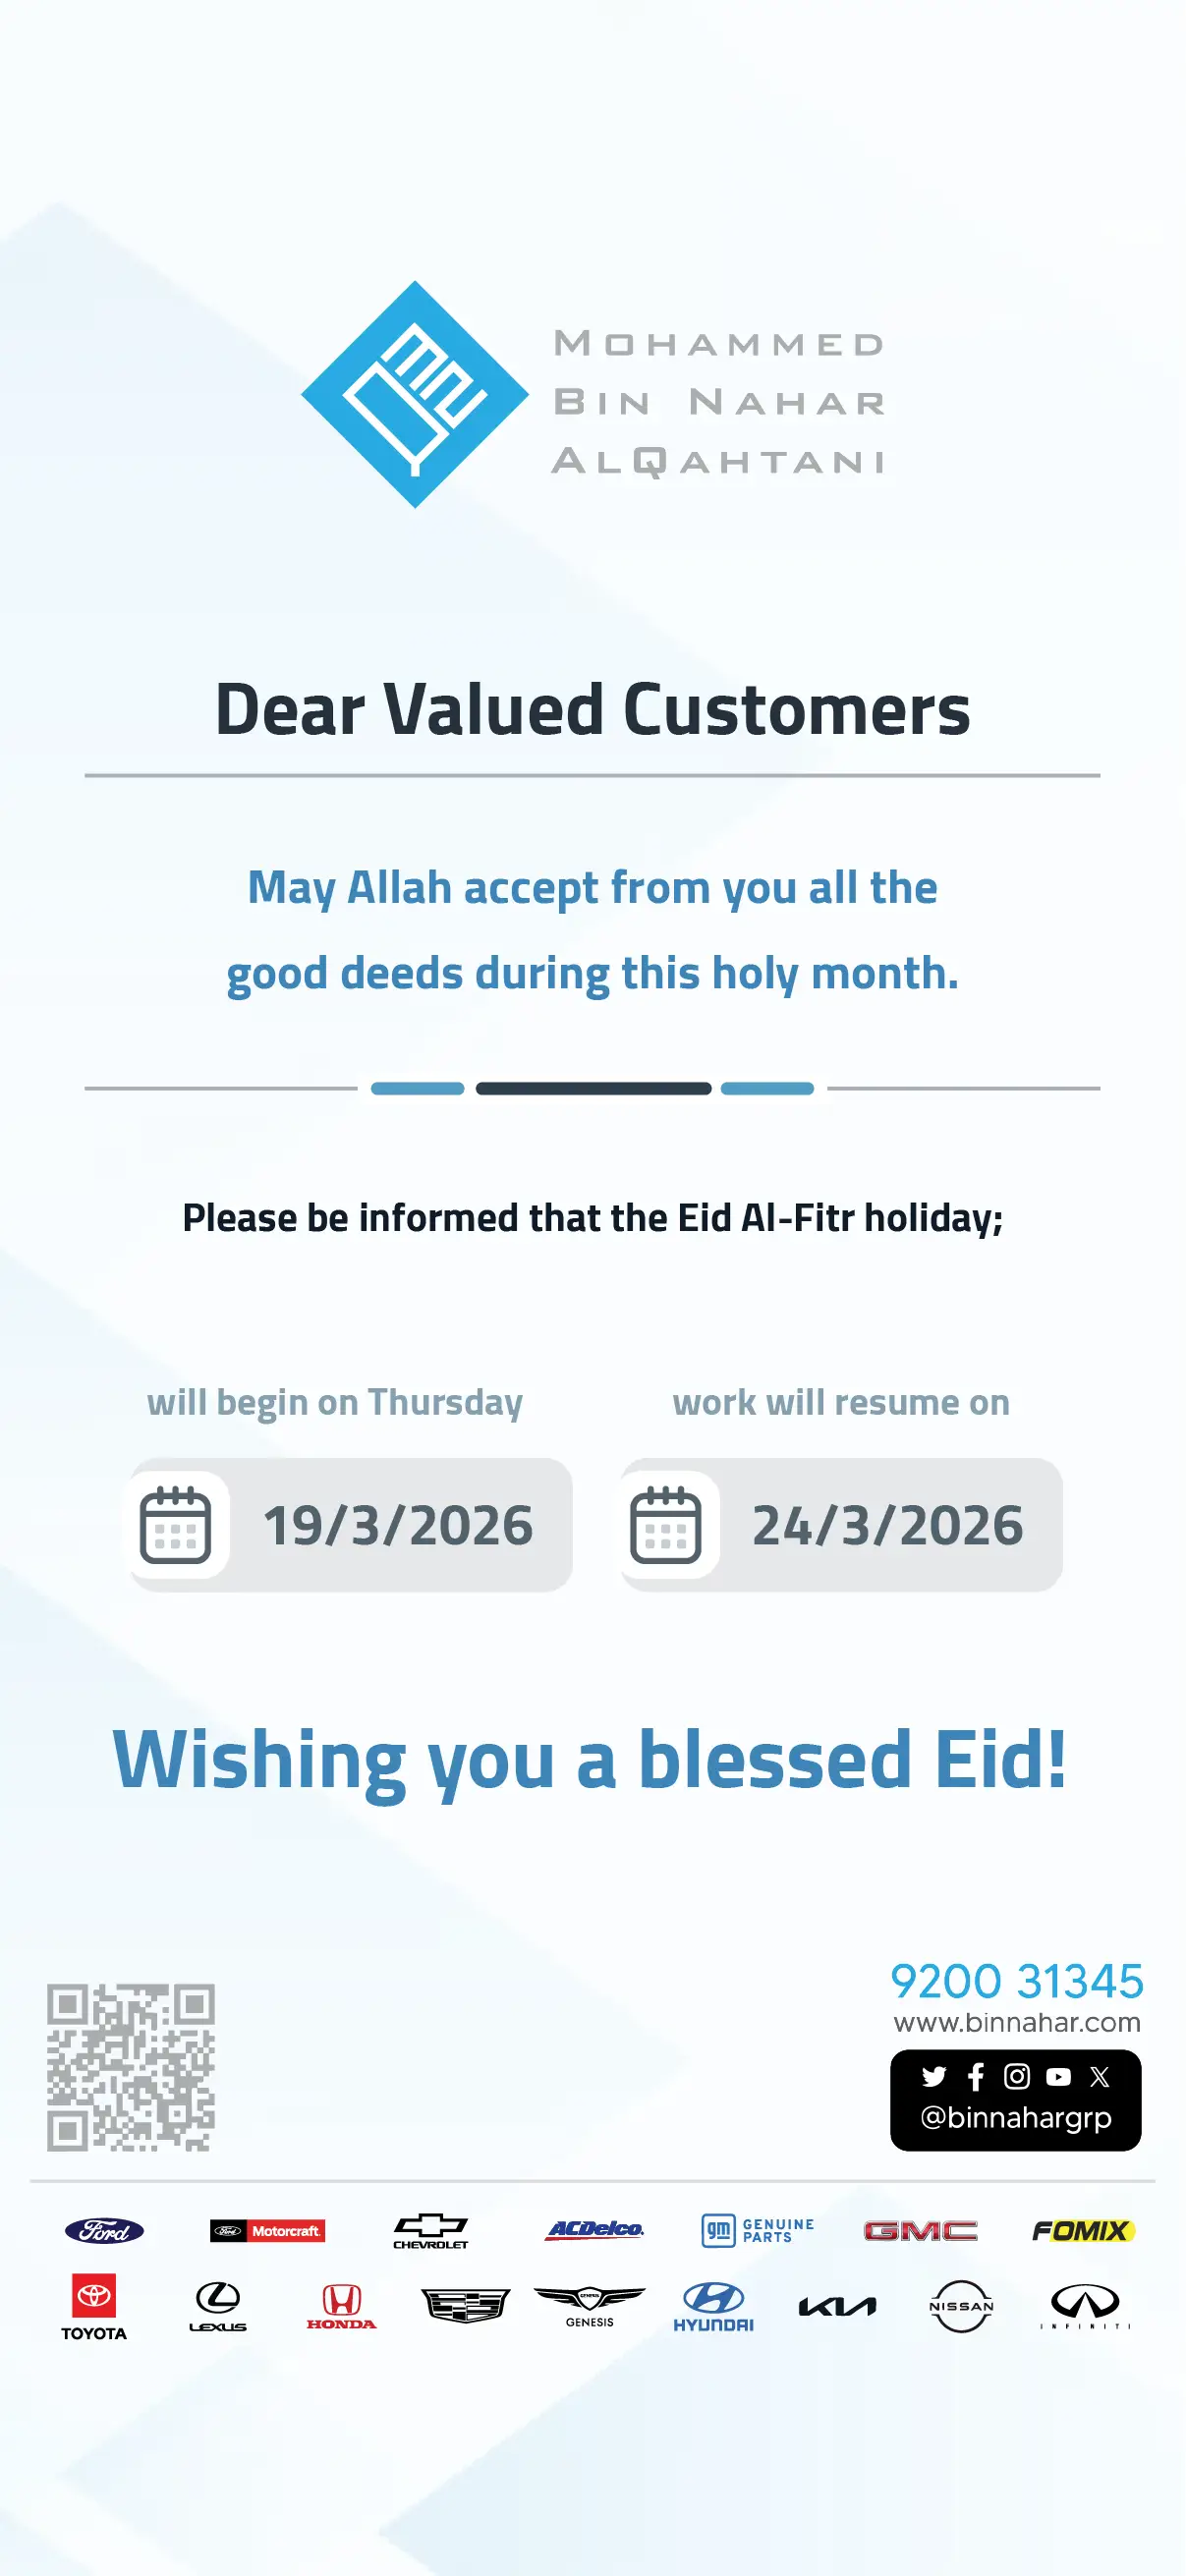 MOHAMMED
BIN NAHAR
ALQAHTANI
Dear Valued Customers
May Allah accept from you all the
good deeds during this holy month.
Please be informed that the Eid Al-Fitr holiday;
will begin on Thursday
19/3/2026
work will resume on
24/3/2026
Wishing you a blessed Eid!
9200 31345
www.binnahar.com
@binnahargrp
Ford
Ford Motorcraft
CHEVROLET
ACDelco
gm GENUINE PARTS
GMC
FOMIX
TOYOTA
LEXUS
HONDA
GENESIS
HYUNDAI
KIA
NISSAN
INFINITI